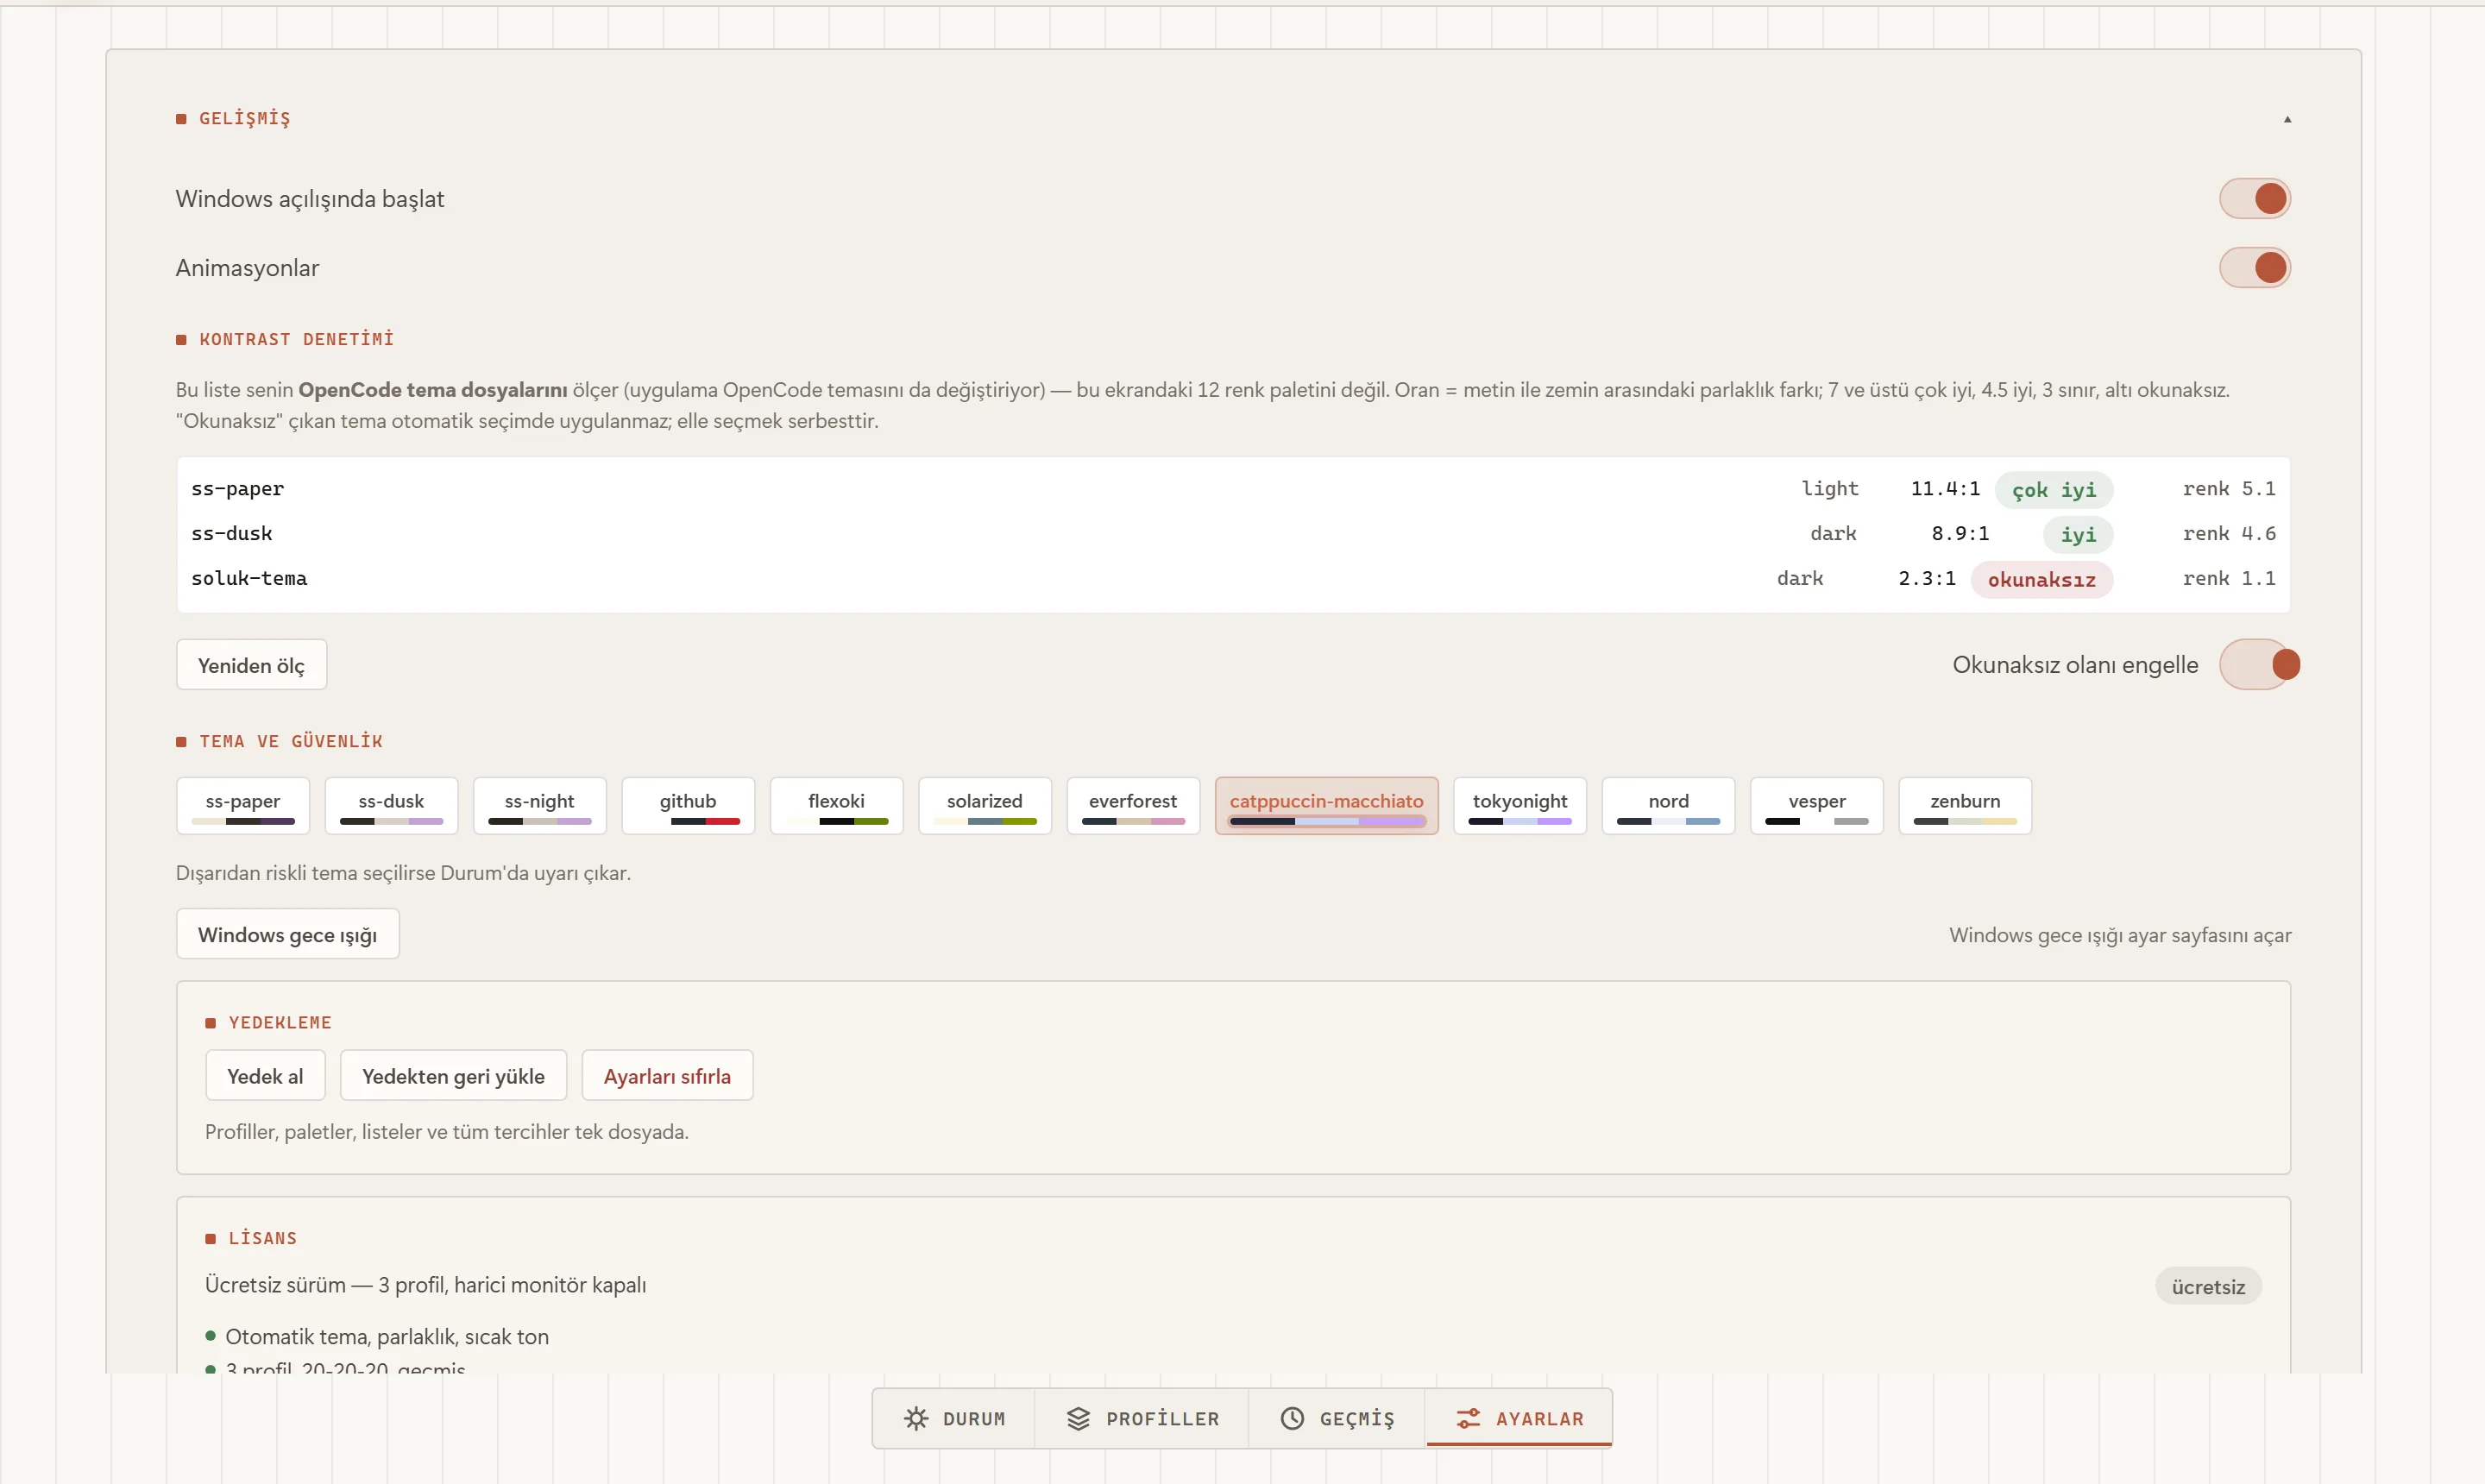 GELİŞMİŞ
Windows açılışında başlat
Animasyonlar
KONTRAST DENETİMİ
Bu liste senin OpenCode tema dosyalarını ölçer (uygulama OpenCode temasını da değiştiriyor) — bu ekrandaki 12 renk paletini değil. Oran = metin ile zemin arasındaki parlaklık farkı; 7 ve üstü çok iyi, 4.5 iyi, 3 sınır, altı okunaksız.
"Okunaksız" çıkan tema otomatik seçimde uygulanmaz; elle seçmek serbesttir.
ss-paper light 11.4:1 çok iyi renk 5.1
ss-dusk dark 8.9:1 iyi renk 4.6
soluk-tema dark 2.3:1 okunaksız renk 1.1
Yeniden ölç Okunaksız olanı engelle
TEMA VE GÜVENLİK
ss-paper ss-dusk ss-night github flexoki solarized everforest catppuccin-macchiato tokyonight nord vesper zenburn
Dışarıdan riskli tema seçilirse Durum'da uyarı çıkar.
Windows gece ışığı Windows gece ışığı ayar sayfasını açar
YEDEKLEME
Yedek al Yedekten geri yükle Ayarları sıfırla
Profiller, paletler, listeler ve tüm tercihler tek dosyada.
LİSANS
Ücretsiz sürüm — 3 profil, harici monitör kapalı ücretsiz
Otomatik tema, parlaklık, sıcak ton
3 profil, 20-20-20, geçmiş
DURUM PROFİLLER GEÇMİŞ AYARLAR